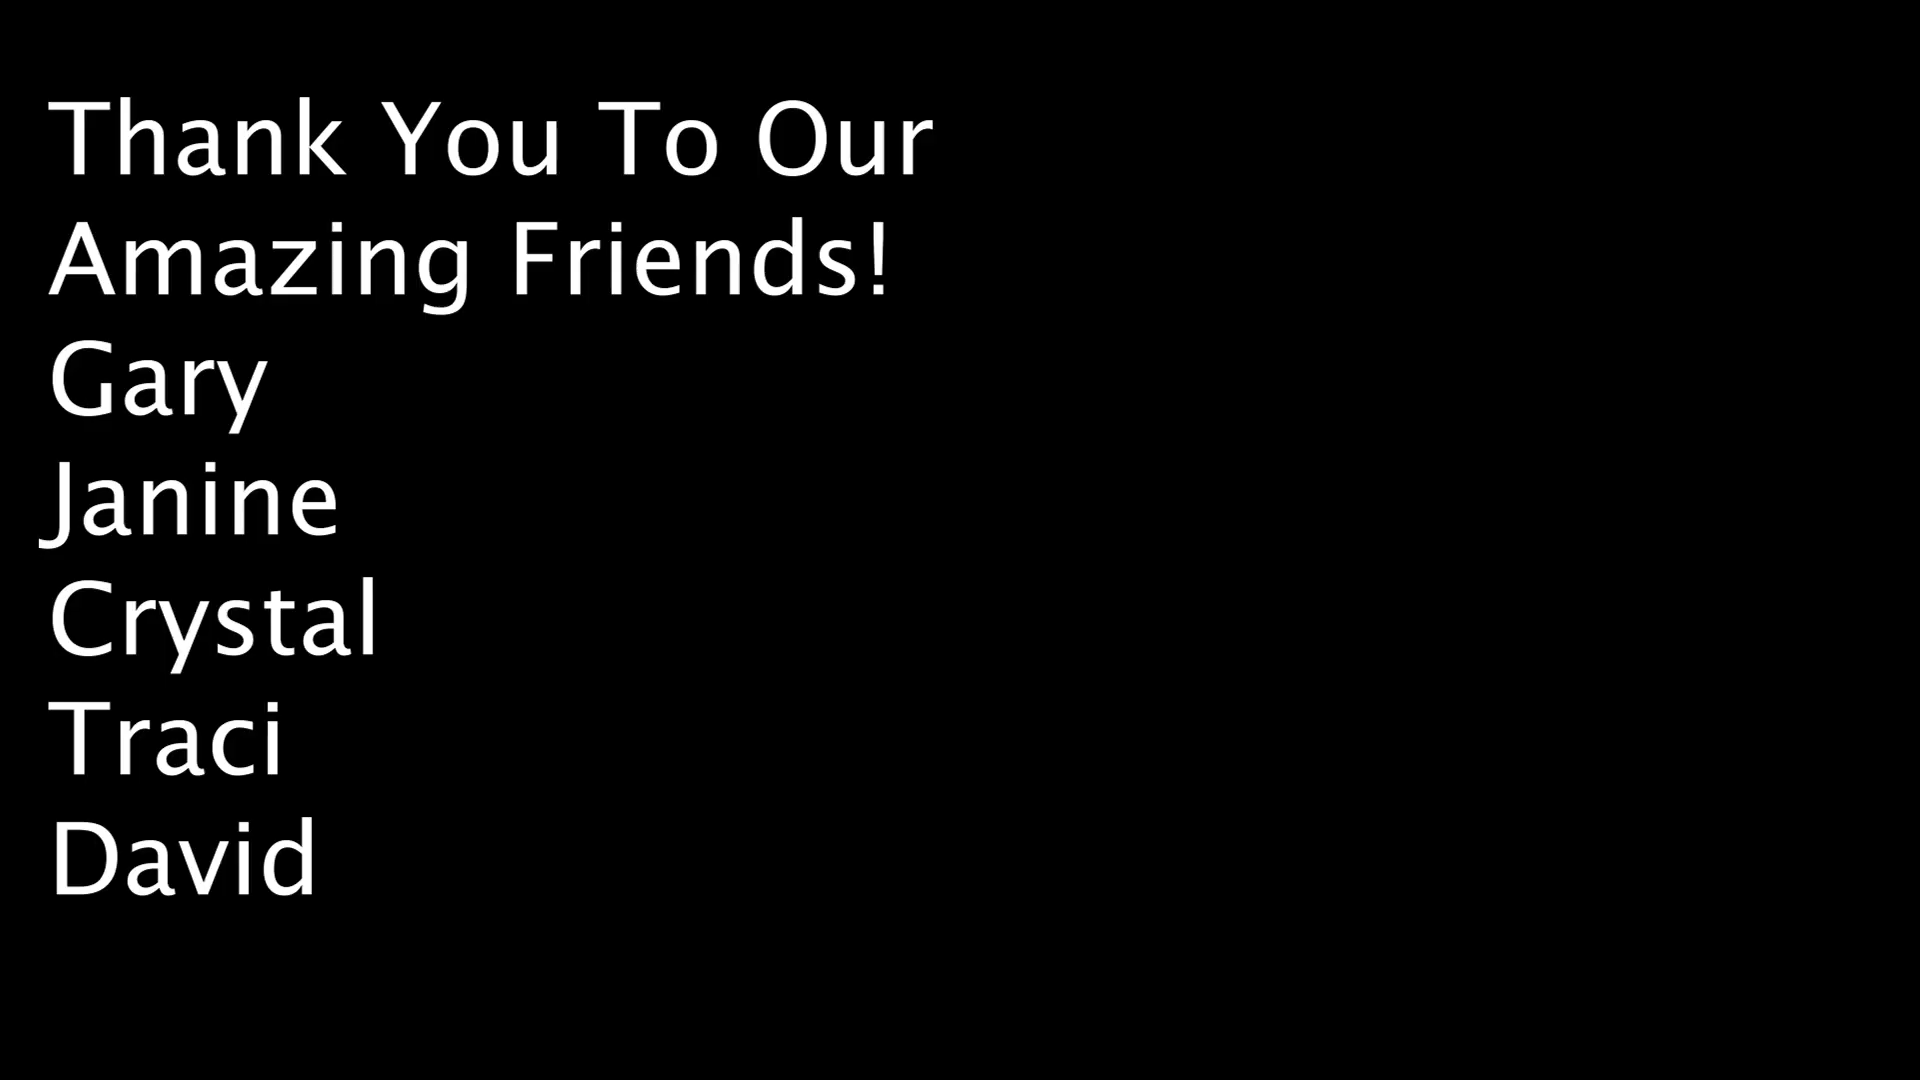 Thank You To Our
Amazing Friends!
Gary
Janine
Crystal
Traci
David